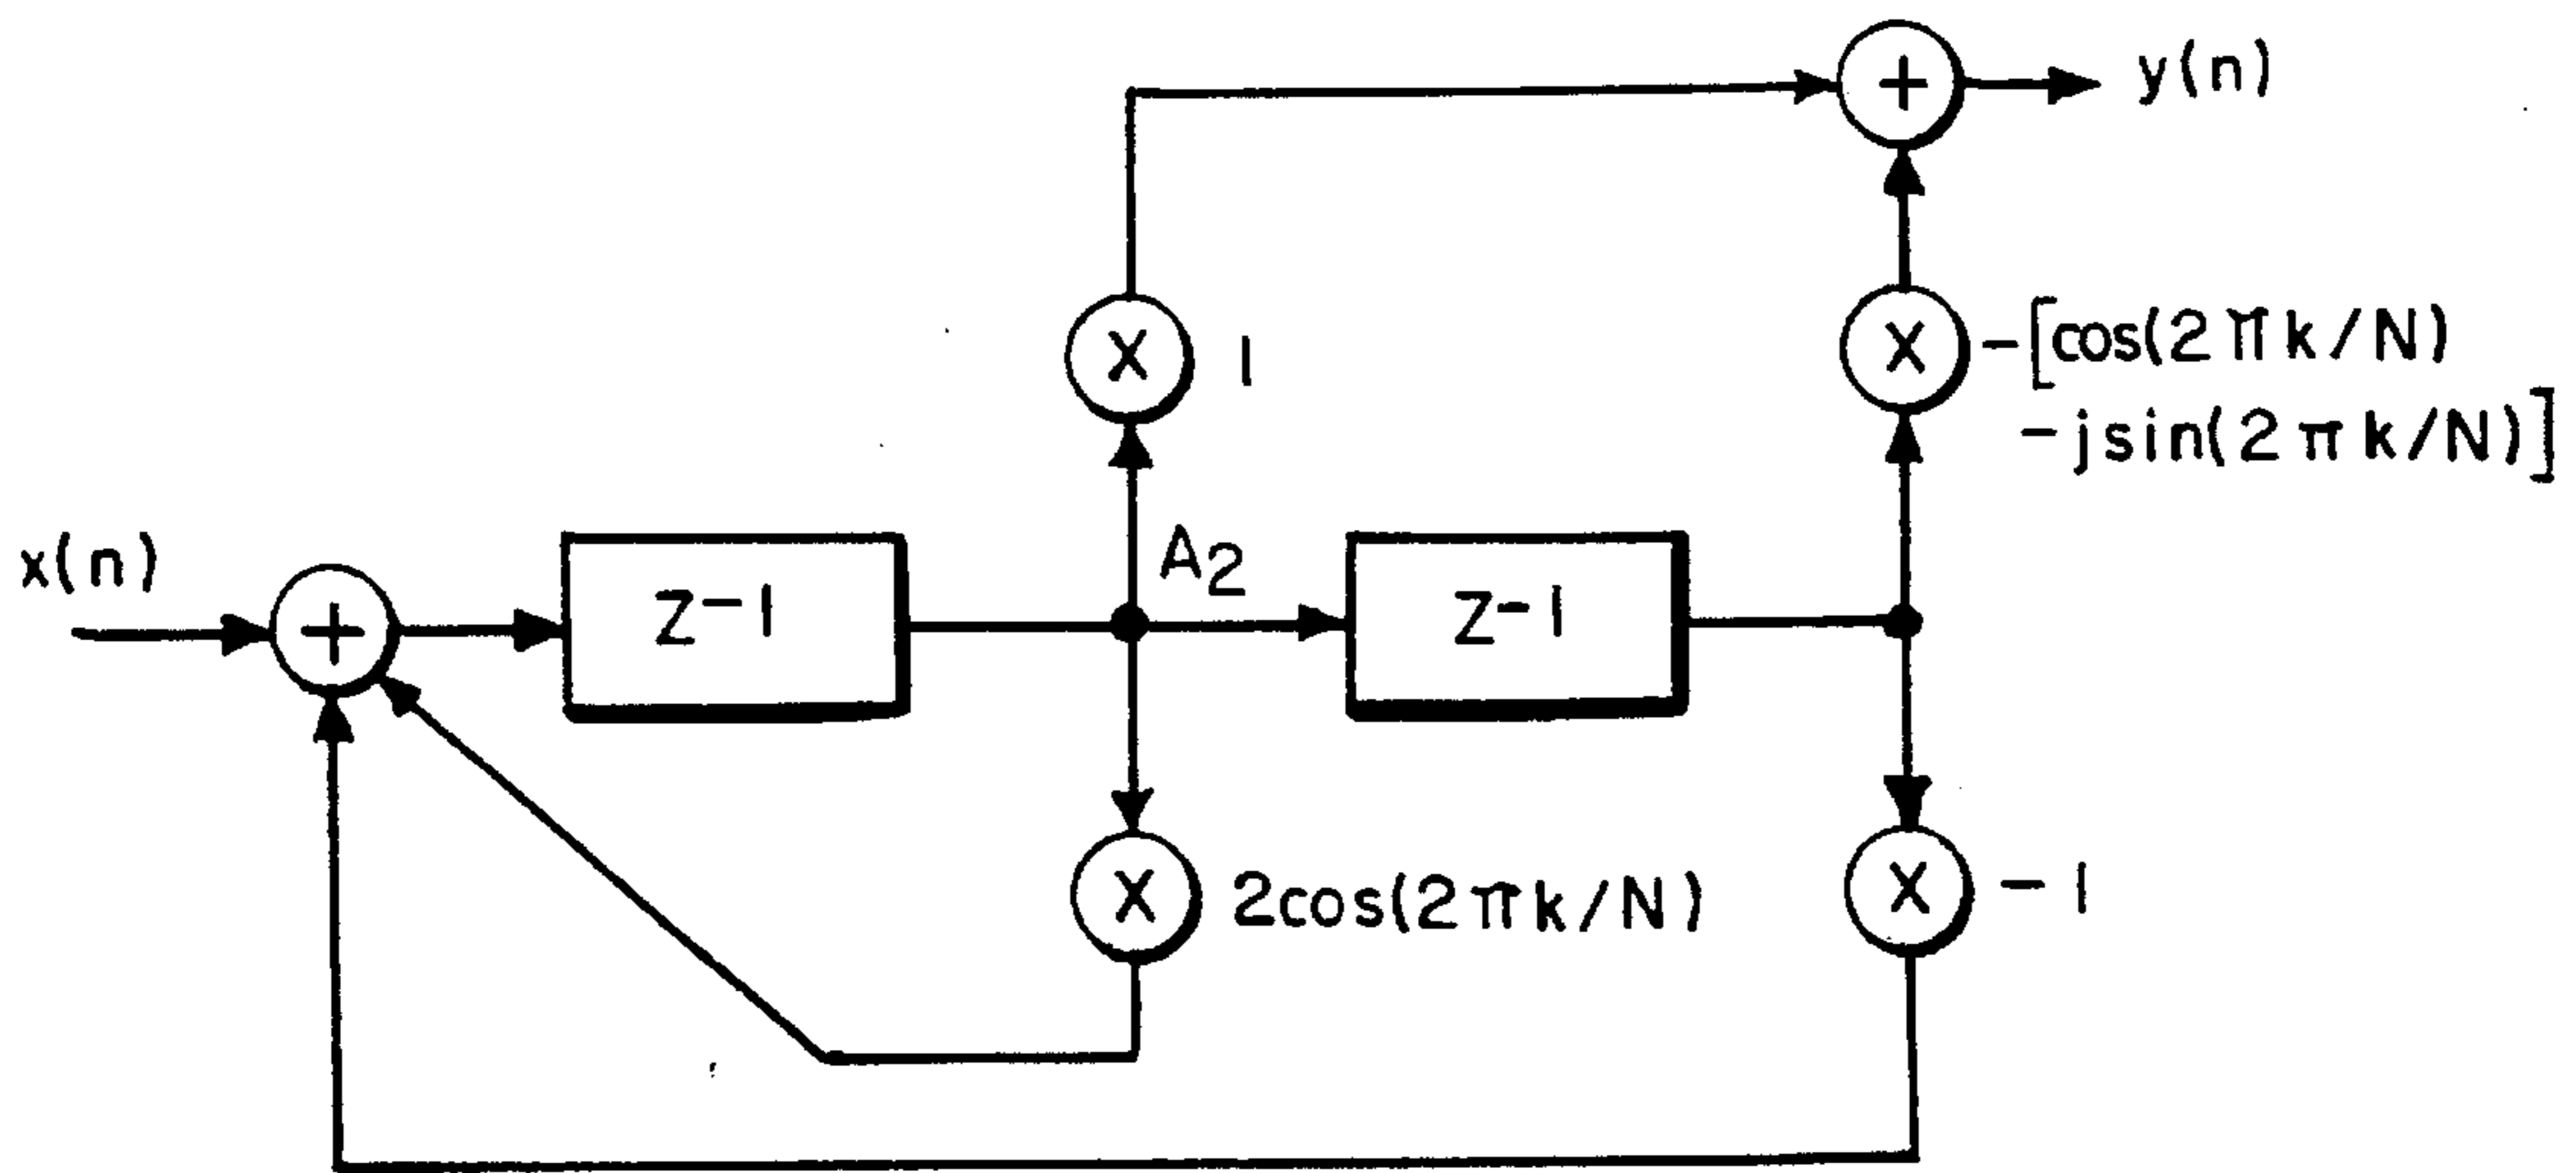 +
y(n)
X
1
X
-[cos(2πk/N)
-jsin(2πk/N)]
x(n)
+
Z⁻¹
A₂
Z⁻¹
X
2cos(2πk/N)
X
-1